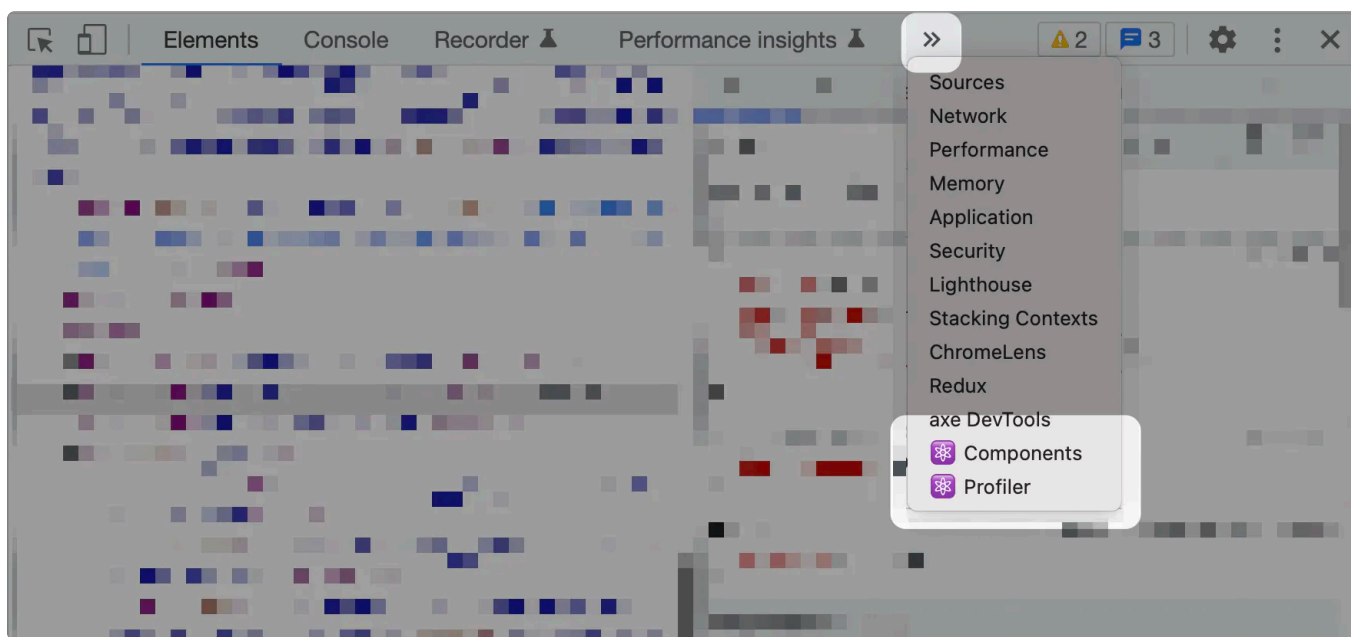 Elements Console Recorder Performance insights » 2 3
Sources
Network
Performance
Memory
Application
Security
Lighthouse
Stacking Contexts
ChromeLens
Redux
axe DevTools
Components
Profiler